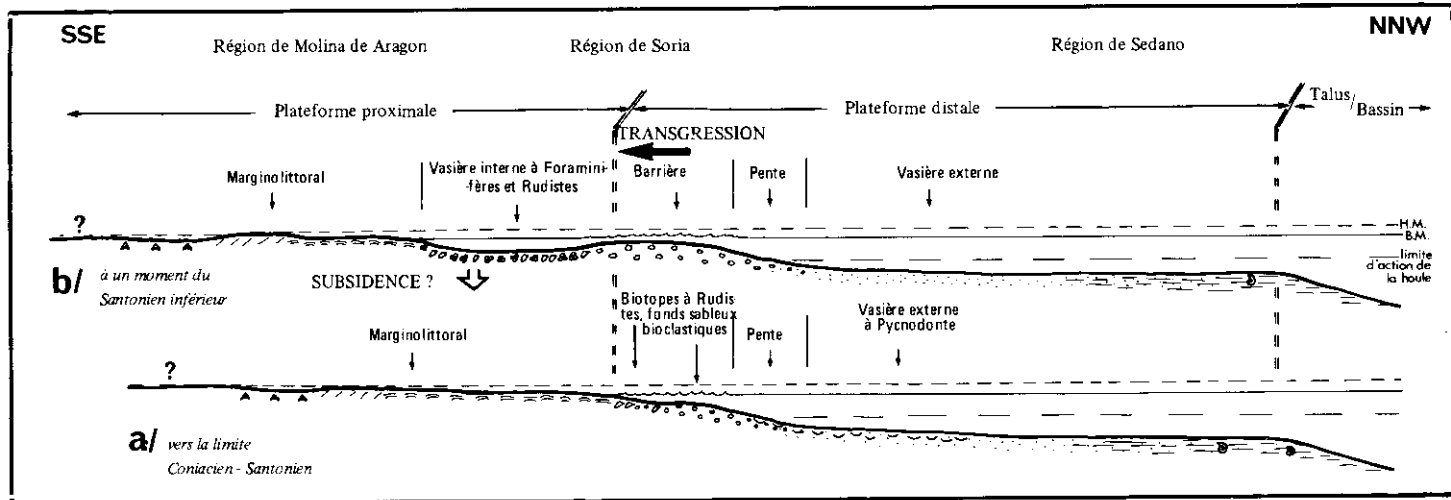 SSE
NNW
Région de Molina de Aragon
Région de Soria
Région de Sedano
Plateforme proximale
Plateforme distale
Talus/Bassin
TRANSGRESSION
Marginolittoral
Vasière interne à Foramini-
-fères et Rudistes
Barrière
Pente
Vasière externe
?
H.M.
B.M.
limite
d'action de
la houle
b/ à un moment du
Santonien inférieur
SUBSIDENCE ?
Marginolittoral
Biotopes à Rudis
tes, fonds sableux
bioclastiques
Pente
Vasière externe
à Pycnodonte
?
a/ vers la limite
Coniacien - Santonien